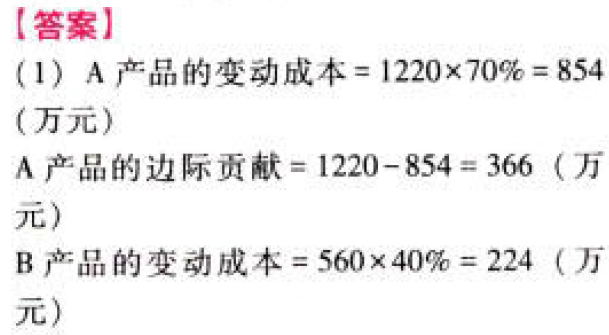 【答案】
(1) A 产品的变动成本 = 1220×70% = 854
(万元)
A 产品的边际贡献 = 1220-854 = 366 (万
元)
B 产品的变动成本 = 560×40% = 224 (万
元)